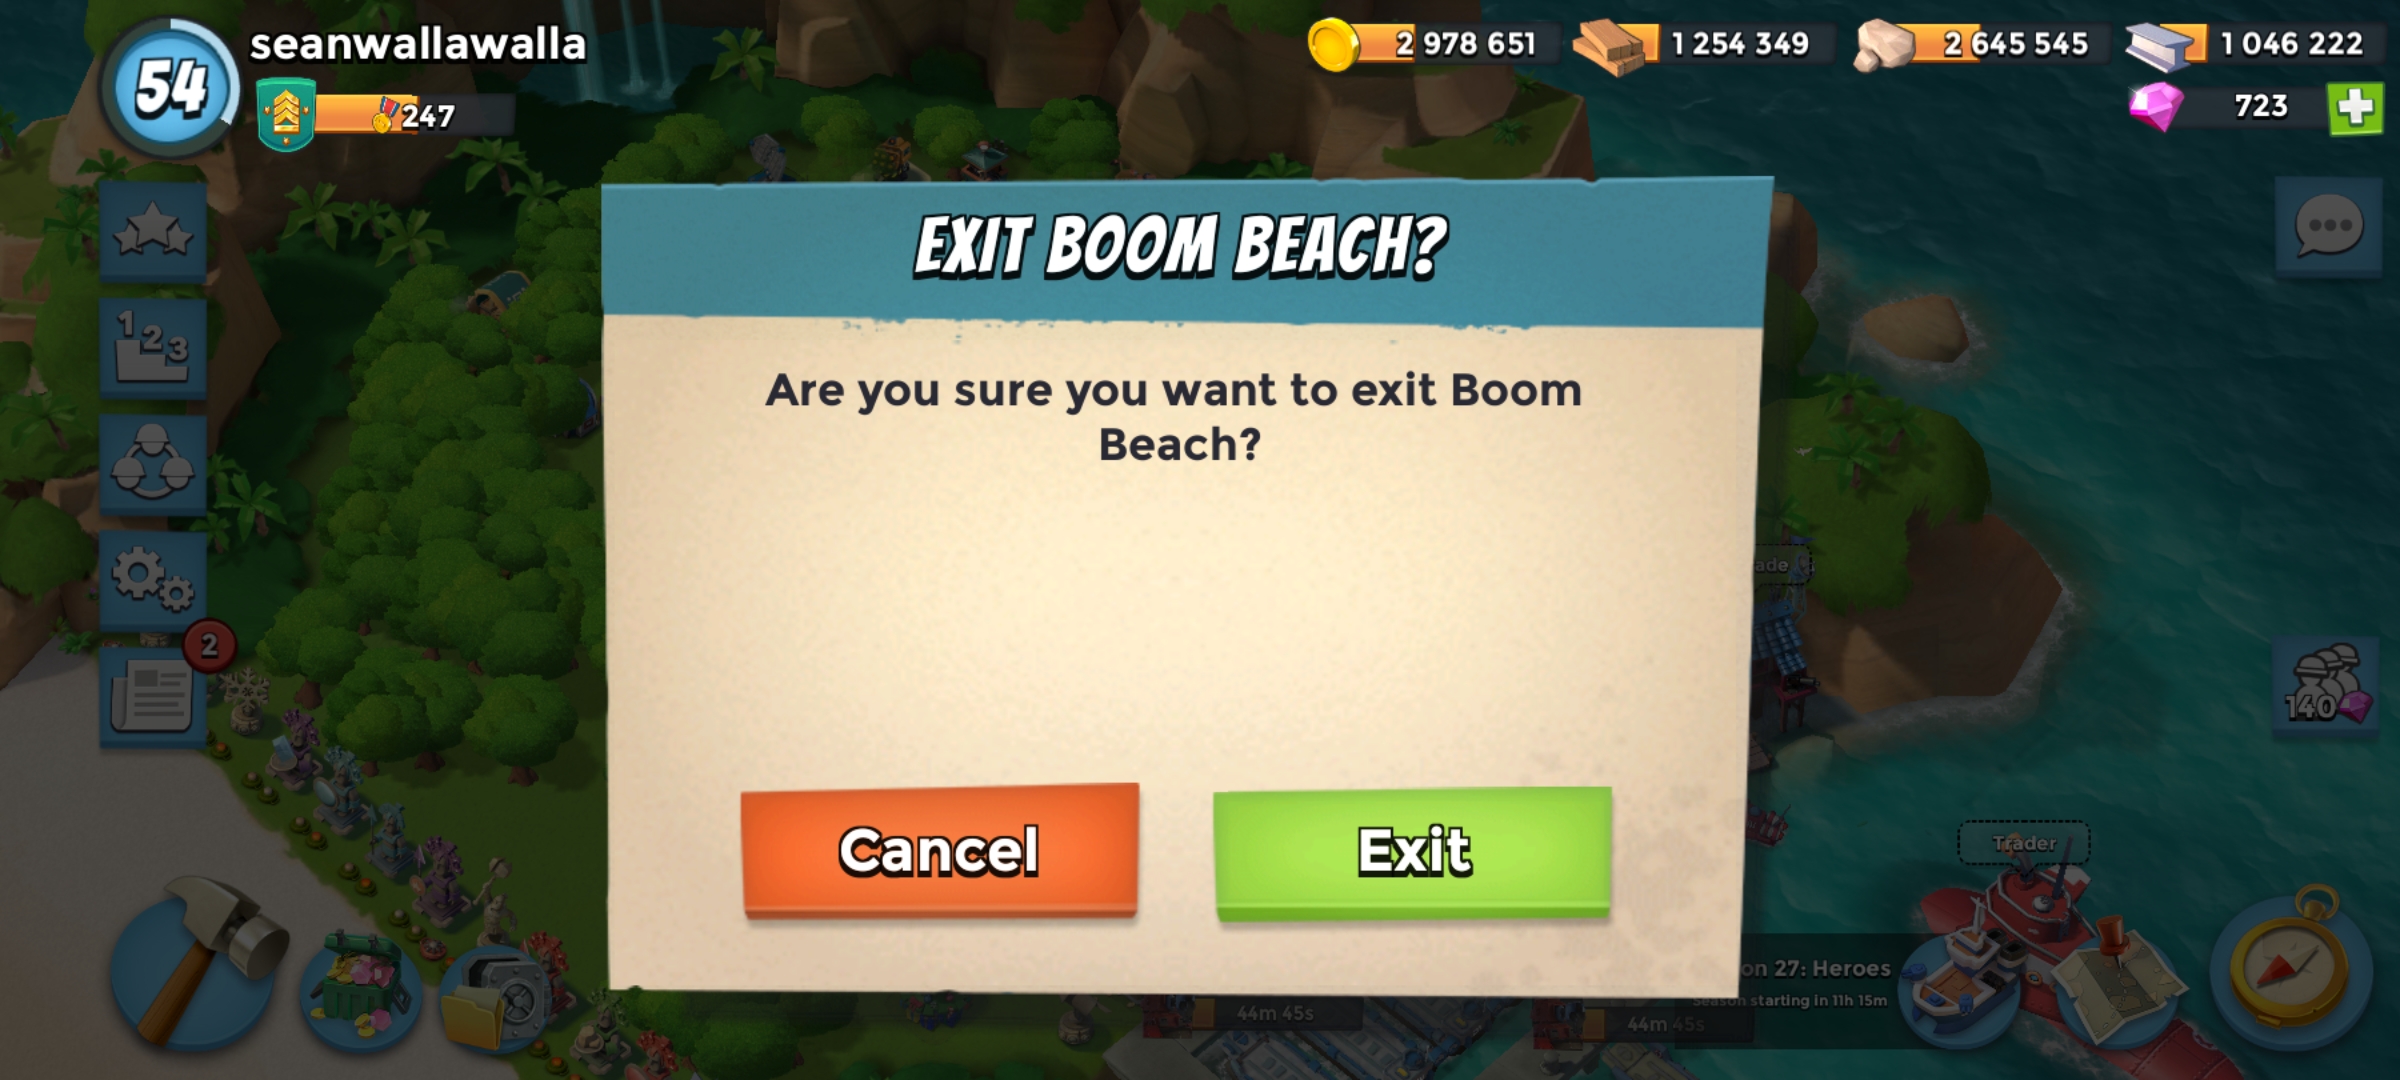 54
seanwallawalla
247
2 978 651
1 254 349
2 645 545
1 046 222
723
EXIT BOOM BEACH?
Are you sure you want to exit Boom
Beach?
Cancel
Exit
1 2 3
2
140
ade
Trader
on 27: Heroes
Season starting in 11h 15m
44m 45s
44m 45s